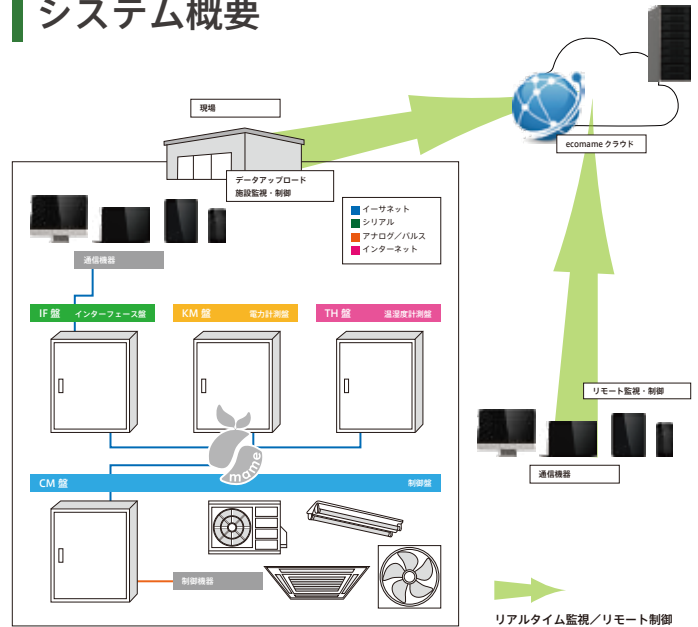 システム概要
現場
ecomame クラウド
データアップロード
施設監視・制御
イーサネット
シリアル
アナログ／パルス
インターネット
通信機器
IF 盤 インターフェース盤
KM 盤 電力計測盤
TH 盤 温湿度計測盤
リモート監視・制御
mame
通信機器
CM 盤 制御盤
制御機器
リアルタイム監視／リモート制御